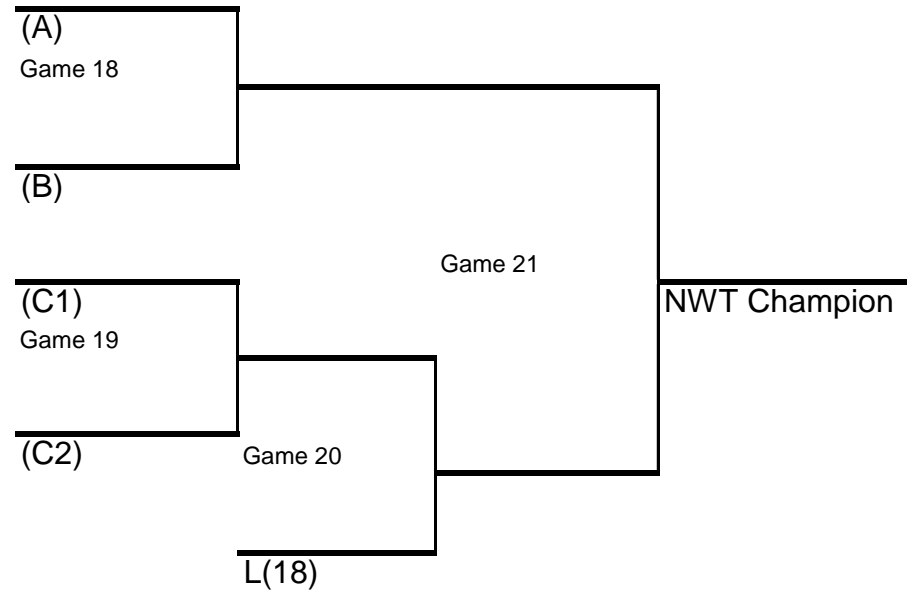 (A)
Game 18
(B)
Game 21
(C1)
NWT Champion
Game 19
(C2)
Game 20
L(18)